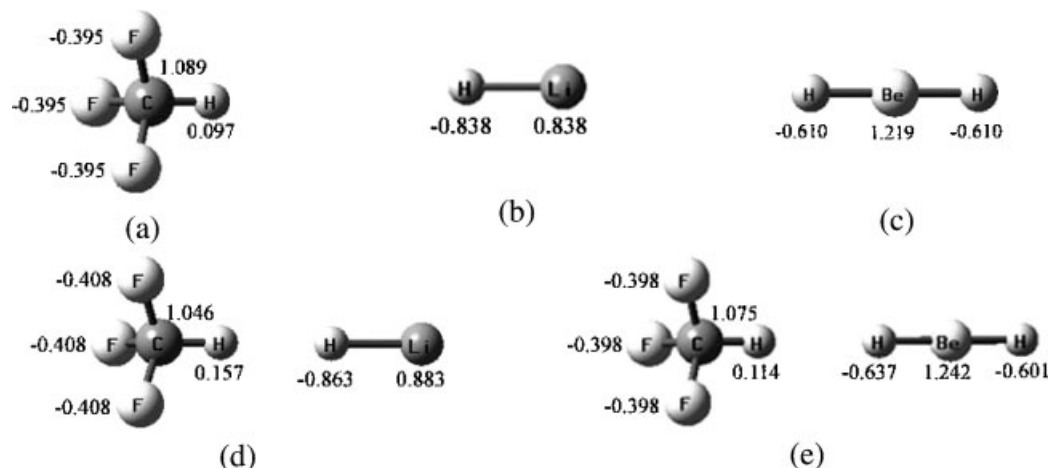 -0.395 F
1.089
-0.395 F C H
0.097
-0.395 F
(a)
H Li
-0.838 0.838
(b)
H Be H
-0.610 1.219 -0.610
(c)
-0.408 F
1.046
-0.408 F C H
0.157
-0.408 F
H Li
-0.863 0.883
(d)
-0.398 F
1.075
-0.398 F C H
0.114
-0.398 F
H Be H
-0.637 1.242 -0.601
(e)